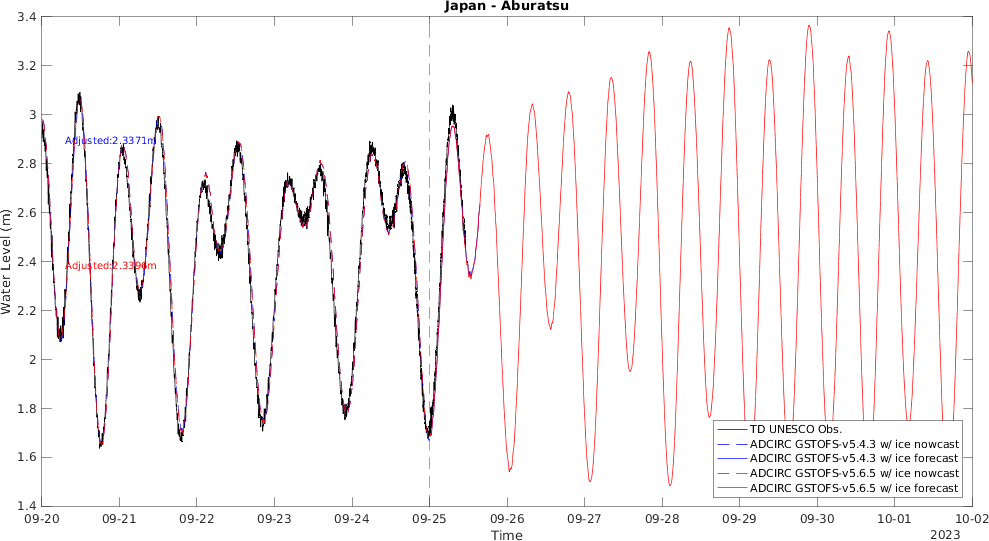 Japan - Aburatsu
3.4
3.2
3
2.8
2.6
2.4
2.2
2
1.8
1.6
1.4
Water Level (m)
Adjusted:2.3371m
Adjusted:2.3396m
TD UNESCO Obs.
ADCIRC GSTOFS-v5.4.3 w/ ice nowcast
ADCIRC GSTOFS-v5.4.3 w/ ice forecast
ADCIRC GSTOFS-v5.6.5 w/ ice nowcast
ADCIRC GSTOFS-v5.6.5 w/ ice forecast
09-20 09-21 09-22 09-23 09-24 09-25 09-26 09-27 09-28 09-29 09-30 10-01 10-02
Time
2023